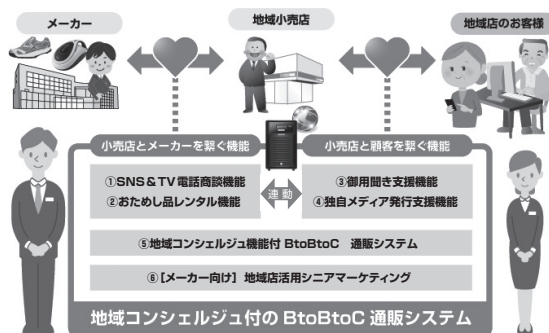 メーカー
地域小売店
地域店のお客様
小売店とメーカーを繋ぐ機能
小売店と顧客を繋ぐ機能
①SNS&TV電話商談機能
②おためし品レンタル機能
連動
③御用聞き支援機能
④独自メディア発行支援機能
⑤地域コンシェルジュ機能付 BtoBtoC 通販システム
⑥[メーカー向け] 地域店活用シニアマーケティング
地域コンシェルジュ付の BtoBtoC 通販システム